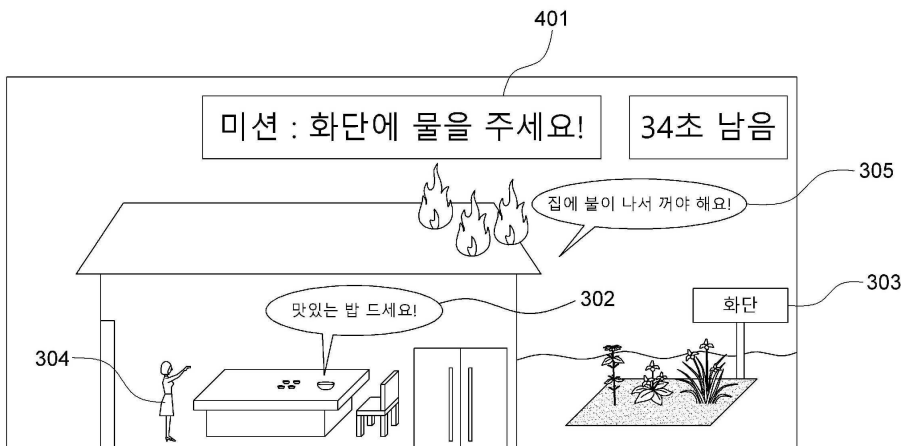 401
미션 : 화단에 물을 주세요!
34초 남음
305
집에 불이 나서 꺼야 해요!
303
화단
302
맛있는 밥 드세요!
304